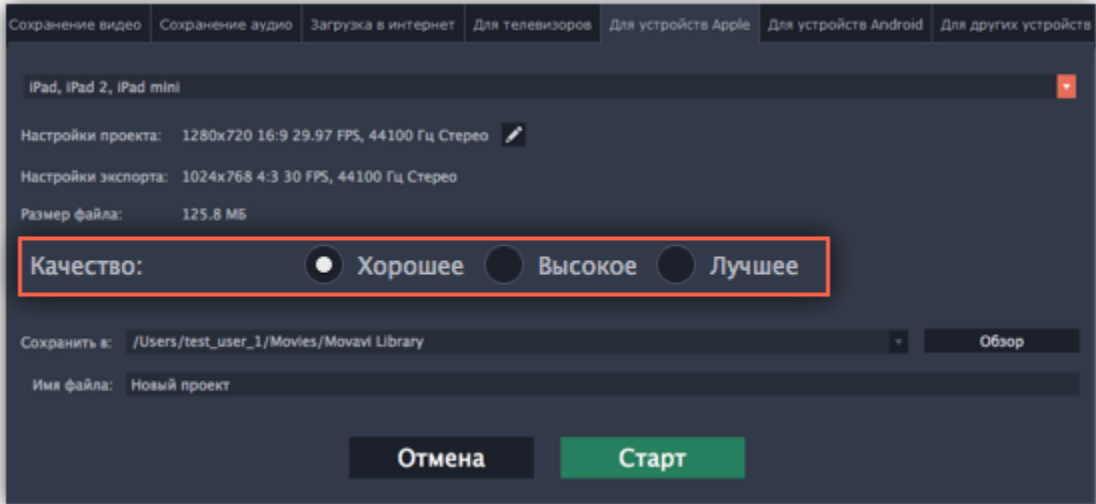 Сохранение видео Сохранение аудио Загрузка в интернет Для телевизоров Для устройств Apple Для устройств Android Для других устройств
iPad, iPad 2, iPad mini
Настройки проекта: 1280x720 16:9 29.97 FPS, 44100 Гц Стерео
Настройки экспорта: 1024x768 4:3 30 FPS, 44100 Гц Стерео
Размер файла: 125.8 МБ
Качество: Хорошее Высокое Лучшее
Сохранить в: /Users/test_user_1/Movies/Movavi Library Обзор
Имя файла: Новый проект
Отмена Старт